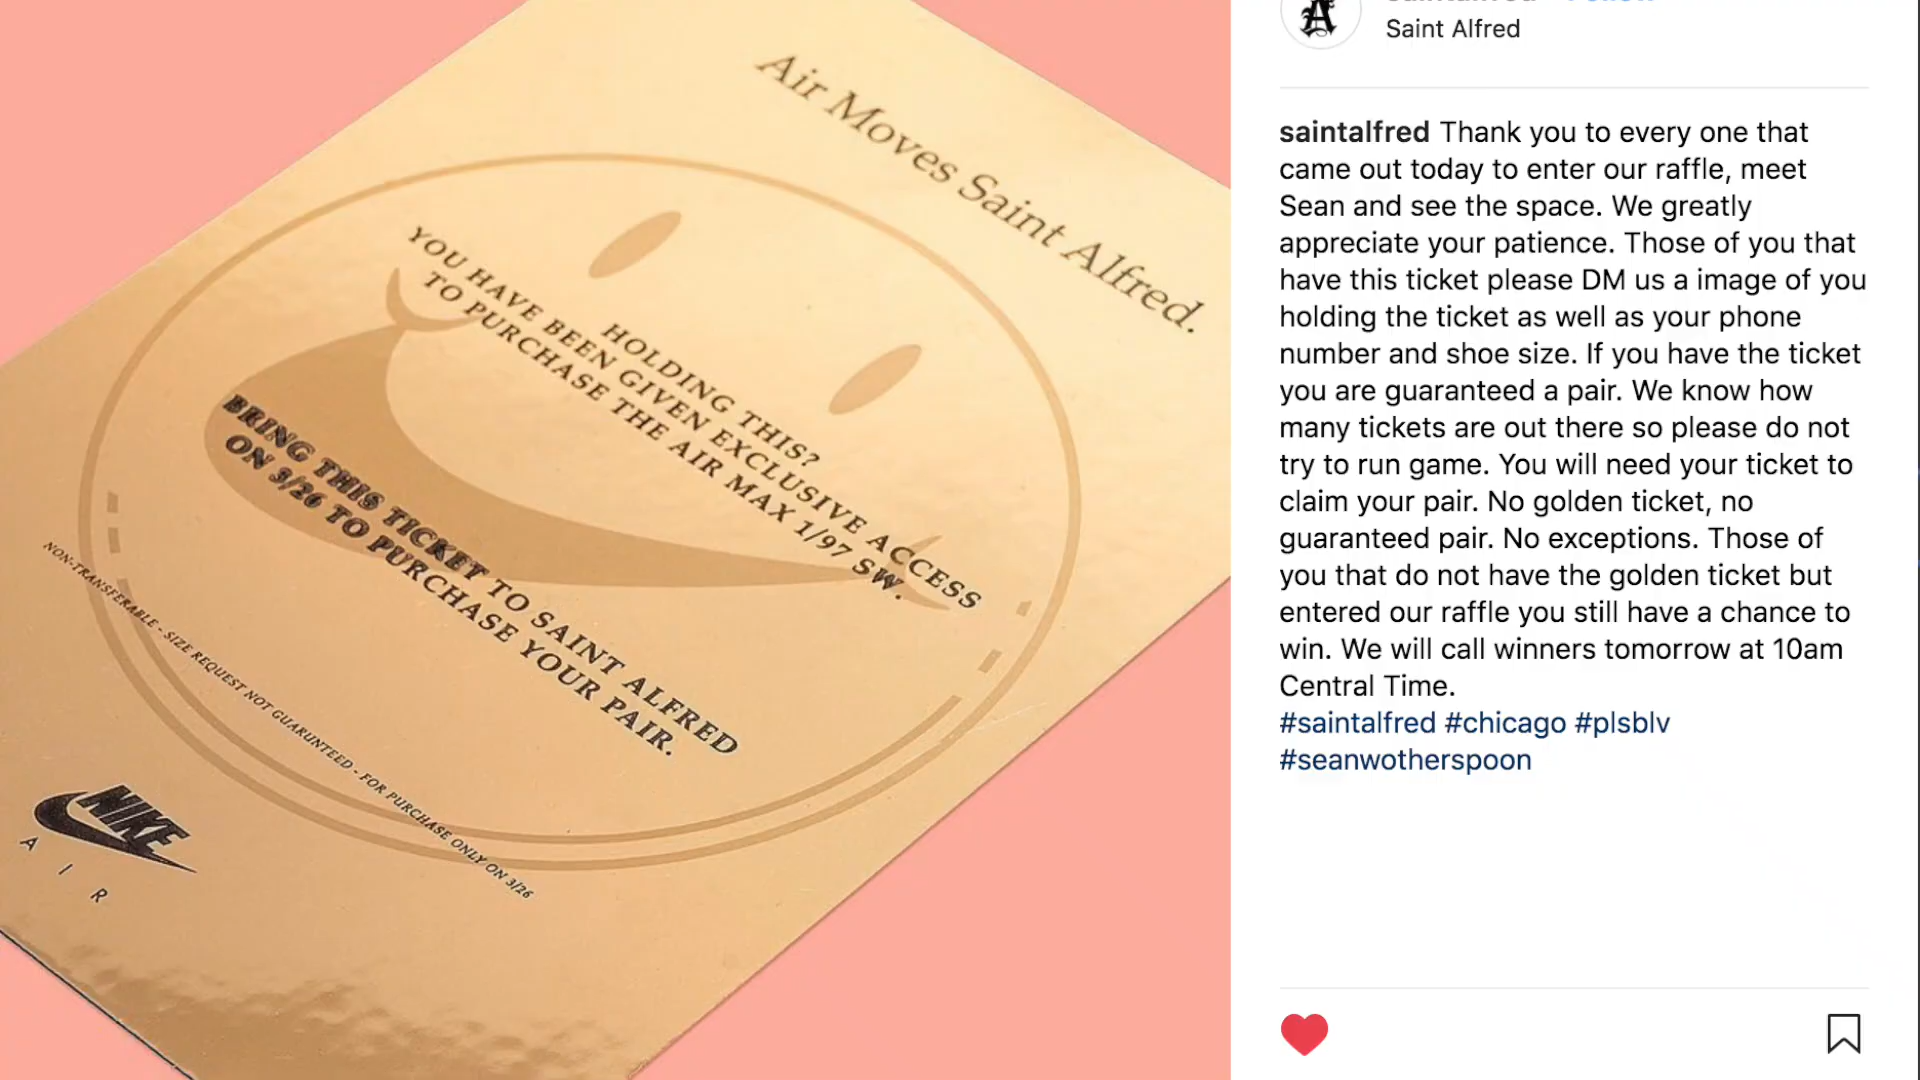 Air Moves Saint Alfred.
HOLDING THIS?
YOU HAVE BEEN GIVEN EXCLUSIVE ACCESS
TO PURCHASE THE AIR MAX 1/97 SW.
BRING THIS TICKET TO SAINT ALFRED
ON 3/26 TO PURCHASE YOUR PAIR.
NON-TRANSFERABLE - SIZE REQUEST NOT GUARUNTEED - FOR PURCHASE ONLY ON 3/26
NIKE
AIR
A
Saint Alfred
saintalfred Thank you to every one that
came out today to enter our raffle, meet
Sean and see the space. We greatly
appreciate your patience. Those of you that
have this ticket please DM us a image of you
holding the ticket as well as your phone
number and shoe size. If you have the ticket
you are guaranteed a pair. We know how
many tickets are out there so please do not
try to run game. You will need your ticket to
claim your pair. No golden ticket, no
guaranteed pair. No exceptions. Those of
you that do not have the golden ticket but
entered our raffle you still have a chance to
win. We will call winners tomorrow at 10am
Central Time.
#saintalfred #chicago #plsblv
#seanwotherspoon